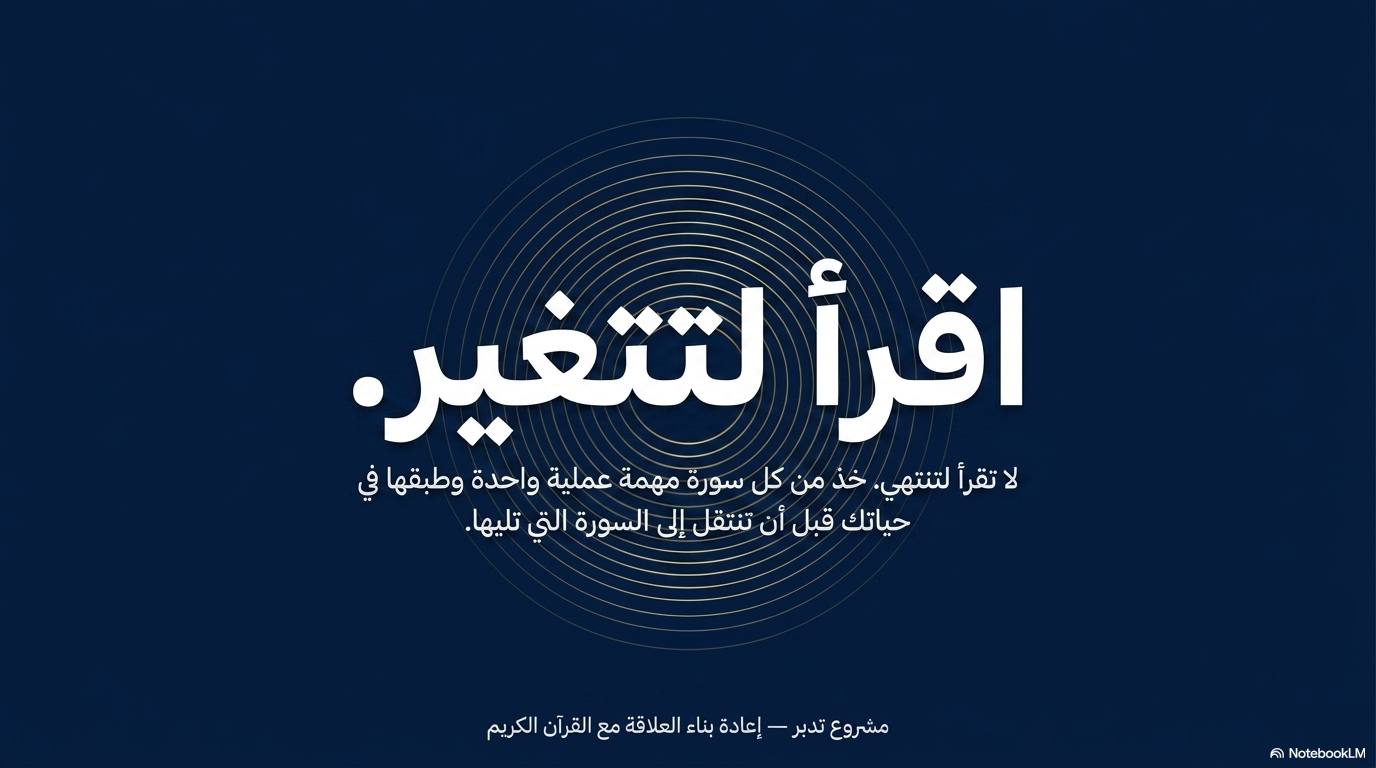 اقرأ لتتغير.
لا تقرأ لتنتهي. خذ من كل سورة مهمة عملية واحدة وطبقها في
حياتك قبل أن تنتقل إلى السورة التي تليها.
مشروع تدبر — إعادة بناء العلاقة مع القرآن الكريم
NotebookLM